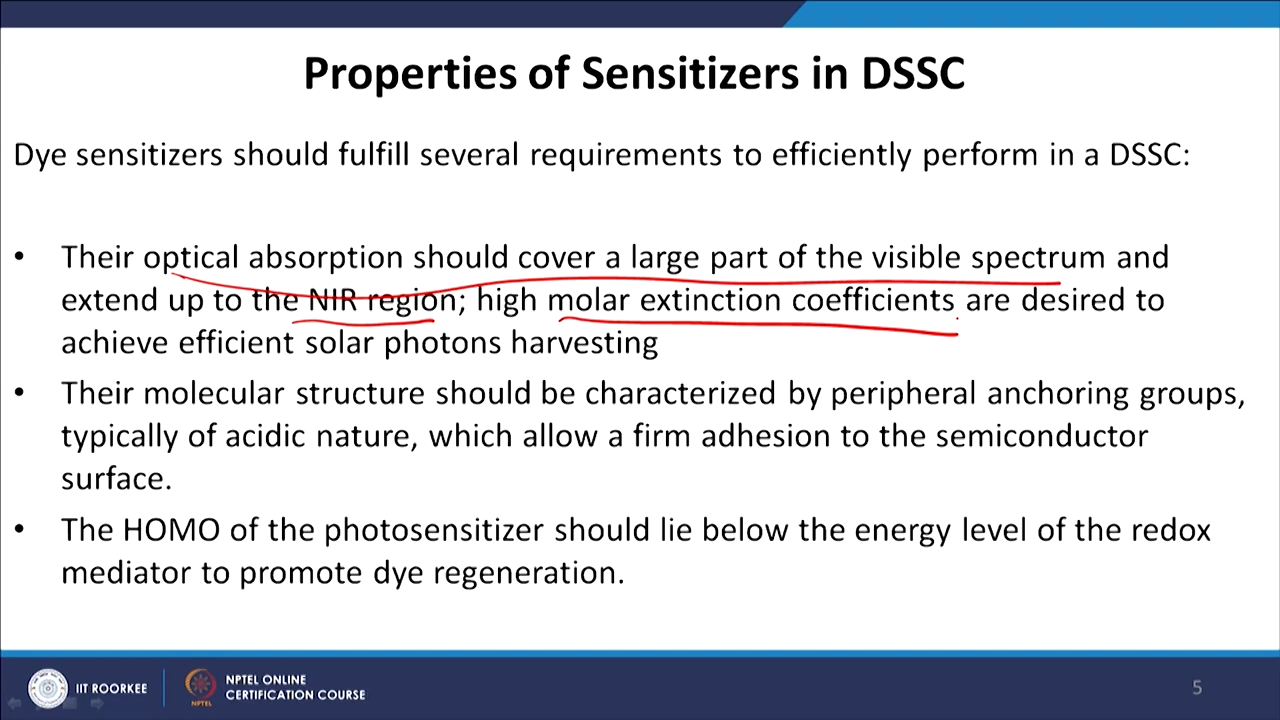 Properties of Sensitizers in DSSC
Dye sensitizers should fulfill several requirements to efficiently perform in a DSSC:
• Their optical absorption should cover a large part of the visible spectrum and
extend up to the NIR region; high molar extinction coefficients are desired to
achieve efficient solar photons harvesting
• Their molecular structure should be characterized by peripheral anchoring groups,
typically of acidic nature, which allow a firm adhesion to the semiconductor
surface.
• The HOMO of the photosensitizer should lie below the energy level of the redox
mediator to promote dye regeneration.
IIT ROORKEE
NPTEL
NPTEL ONLINE
CERTIFICATION COURSE
5